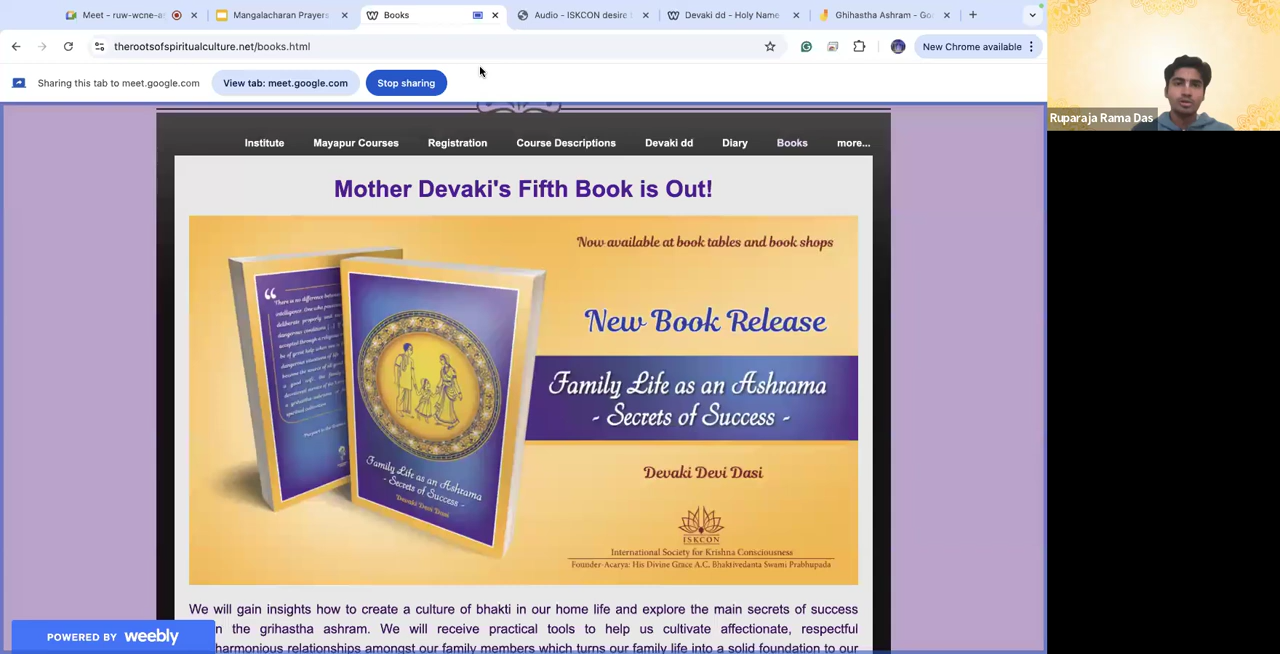 Meet - ruw-wcne-a
Mangalacharan Prayers
Books
Audio - ISKCON desire
Devaki dd - Holy Name
Ghihastha Ashram - Go
therootsofspiritualculture.net/books.html
New Chrome available
Sharing this tab to meet.google.com
View tab: meet.google.com
Stop sharing
Ruparaja Rama Das
Institute
Mayapur Courses
Registration
Course Descriptions
Devaki dd
Diary
Books
more...
Mother Devaki's Fifth Book is Out!
Now available at book tables and book shops
New Book Release
Family Life as an Ashrama
- Secrets of Success -
Devaki Devi Dasi
ISKCON
International Society for Krishna Consciousness
Founder-Acarya: His Divine Grace A.C. Bhaktivedanta Swami Prabhupada
Family Life as an Ashrama
- Secrets of Success -
Devaki Devi Dasi
We will gain insights how to create a culture of bhakti in our home life and explore the main secrets of success
n the grihastha ashram. We will receive practical tools to help us cultivate affectionate, respectful
harmonious relationships amongst our family members which turns our family life into a solid foundation to our
POWERED BY weebly